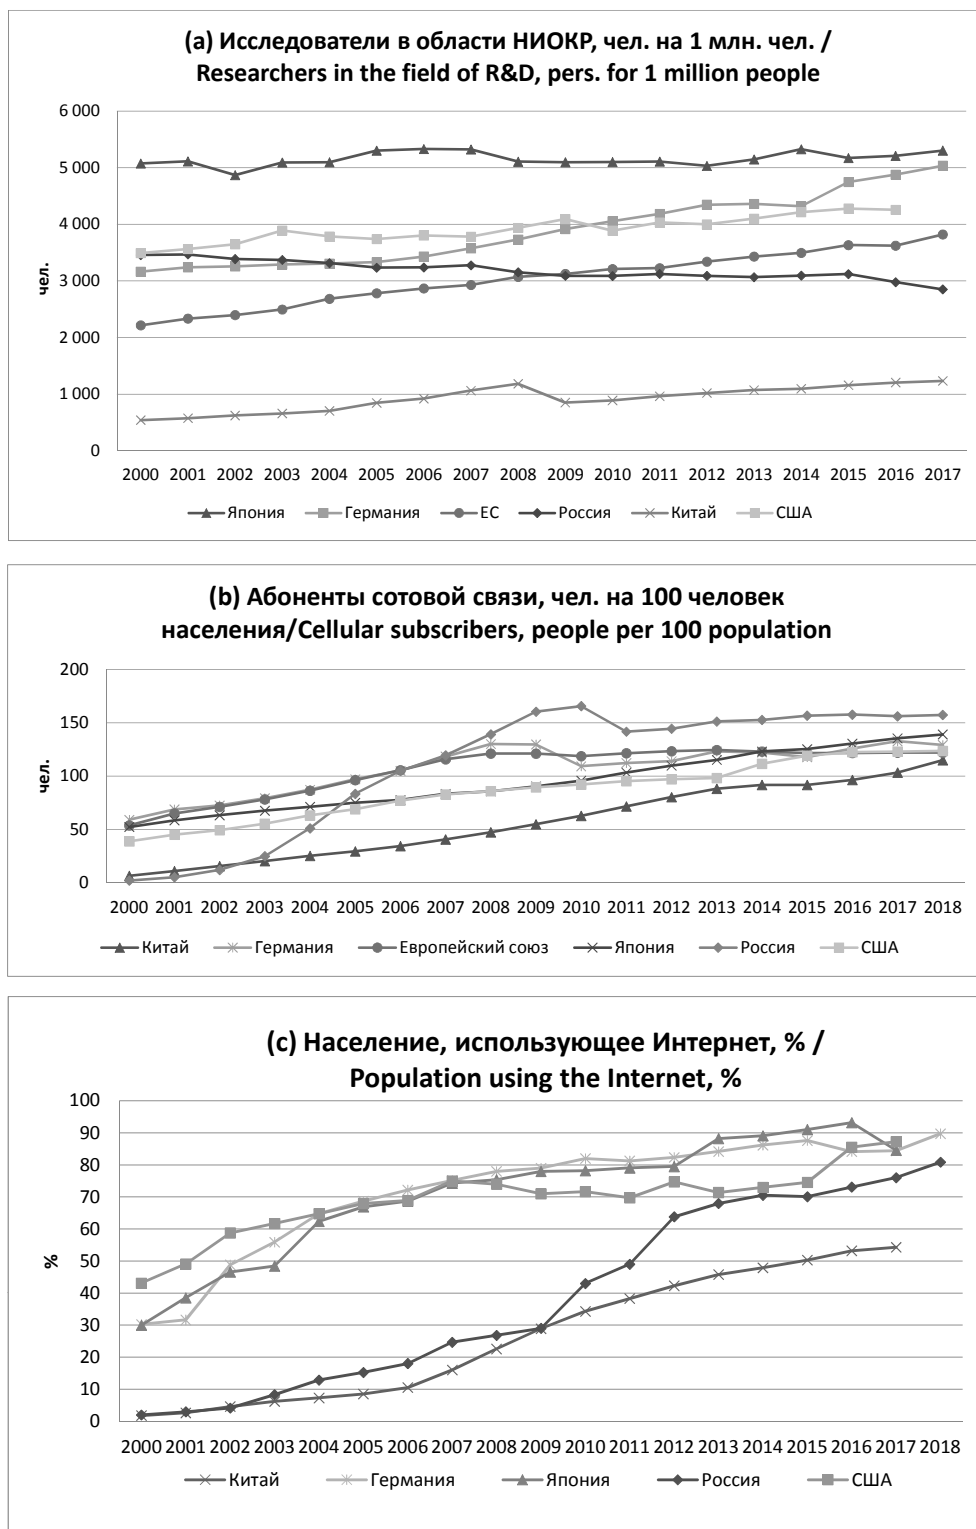 (a) Исследователи в области НИОКР, чел. на 1 млн. чел. /
Researchers in the field of R&D, pers. for 1 million people
6 000
5 000
4 000
3 000
2 000
1 000
0
чел.
2000 2001 2002 2003 2004 2005 2006 2007 2008 2009 2010 2011 2012 2013 2014 2015 2016 2017
Япония Германия ЕС Россия Китай США
(b) Абоненты сотовой связи, чел. на 100 человек
населения/Cellular subscribers, people per 100 population
200
150
100
50
0
чел.
2000 2001 2002 2003 2004 2005 2006 2007 2008 2009 2010 2011 2012 2013 2014 2015 2016 2017 2018
Китай Германия Европейский союз Япония Россия США
(c) Население, использующее Интернет, % /
Population using the Internet, %
100
90
80
70
60
50
40
30
20
10
0
%
2000 2001 2002 2003 2004 2005 2006 2007 2008 2009 2010 2011 2012 2013 2014 2015 2016 2017 2018
Китай Германия Япония Россия США